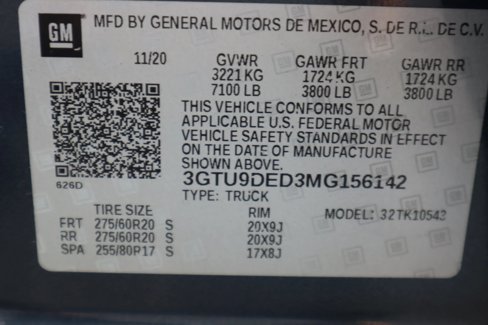 GM
MFD BY GENERAL MOTORS DE MEXICO, S. DE R.L. DE C.V.
11/20 GVWR GAWR FRT GAWR RR
3221 KG 1724 KG 1724 KG
7100 LB 3800 LB 3800 LB
THIS VEHICLE CONFORMS TO ALL
APPLICABLE U.S. FEDERAL MOTOR
VEHICLE SAFETY STANDARDS IN EFFECT
ON THE DATE OF MANUFACTURE
SHOWN ABOVE.
626D 3GTU9DED3MG156142
TYPE: TRUCK
TIRE SIZE RIM MODEL: 32TK10543
FRT 275/60R20 S 20X9J
RR 275/60R20 S 20X9J
SPA 255/80R17 S 17X8J